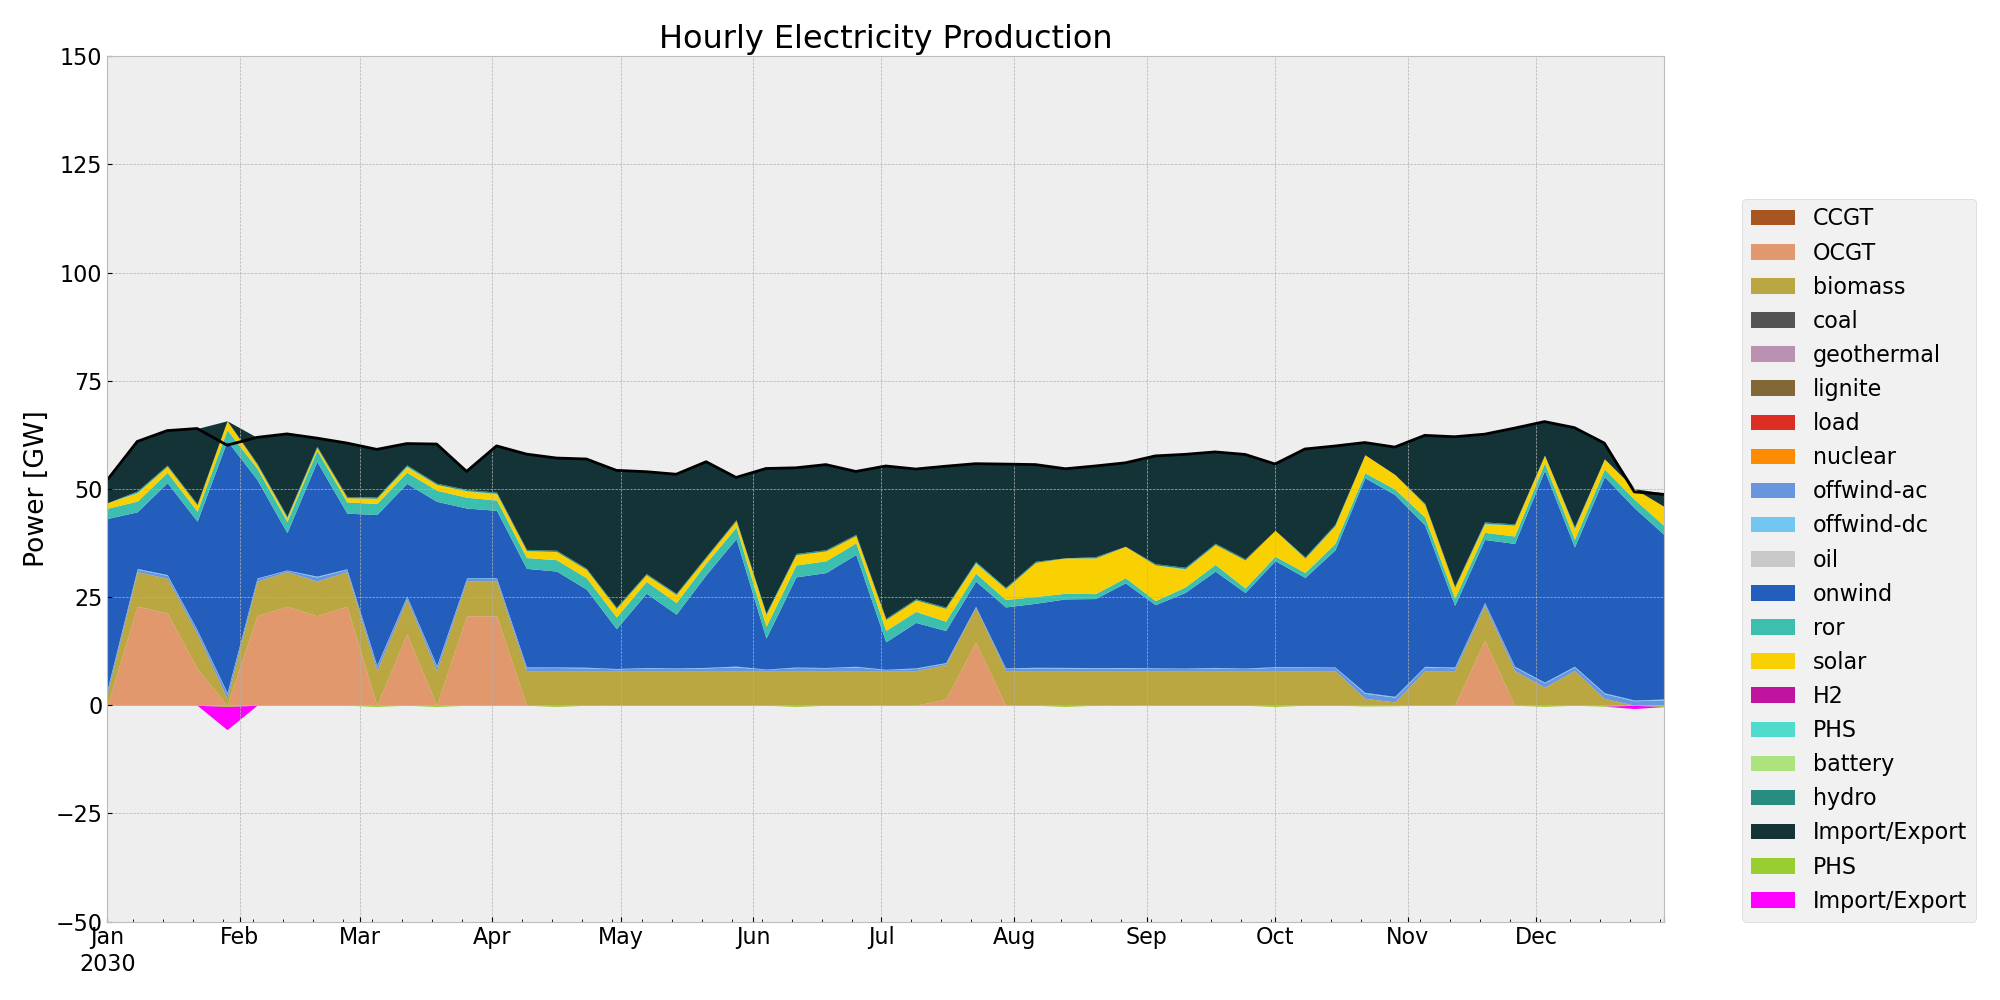 Hourly Electricity Production
Power [GW]
150
125
100
75
50
25
0
−25
−50
Jan
2030
Feb
Mar
Apr
May
Jun
Jul
Aug
Sep
Oct
Nov
Dec
CCGT
OCGT
biomass
coal
geothermal
lignite
load
nuclear
offwind-ac
offwind-dc
oil
onwind
ror
solar
H2
PHS
battery
hydro
Import/Export
PHS
Import/Export